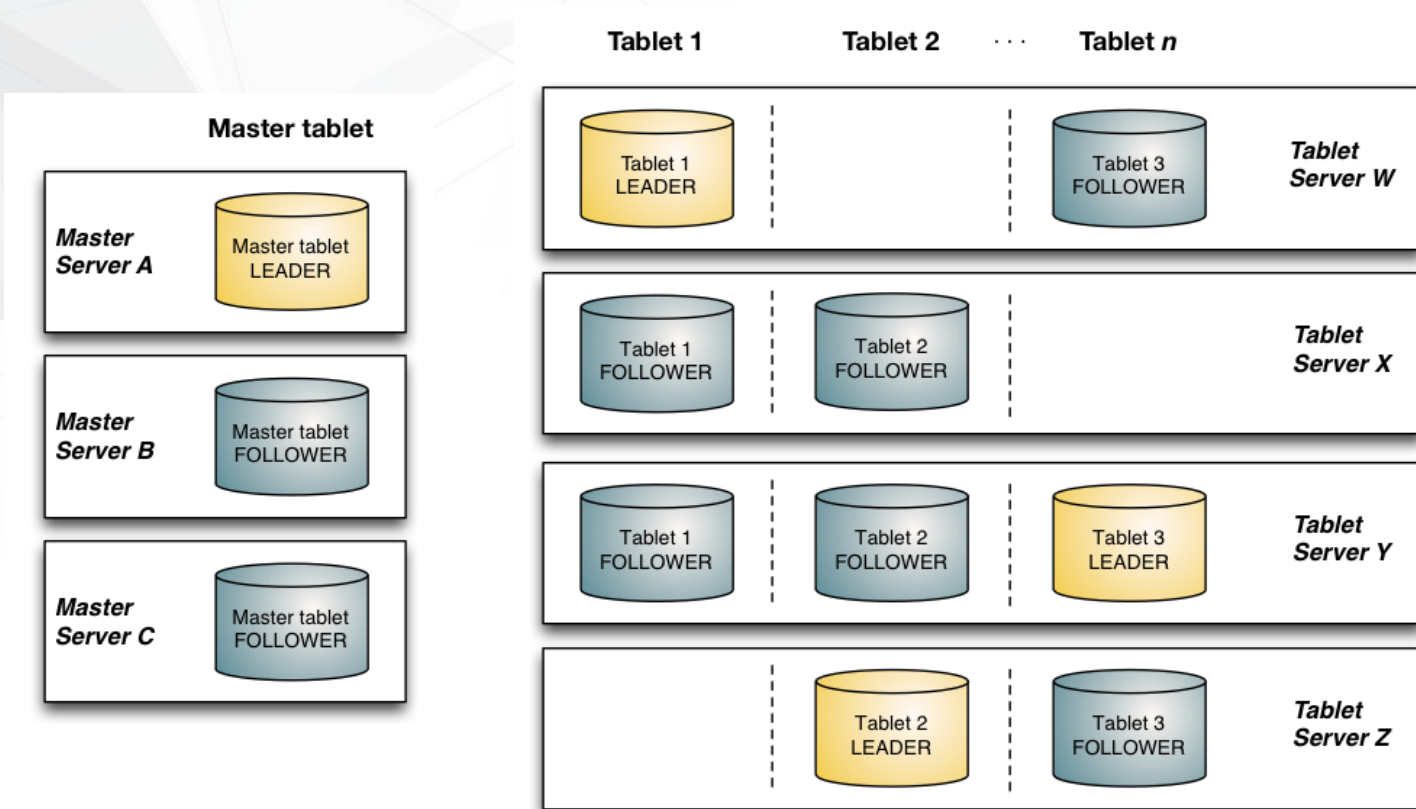 Master tablet
Master
Server A
Master tablet
LEADER
Master
Server B
Master tablet
FOLLOWER
Master
Server C
Master tablet
FOLLOWER
Tablet 1
Tablet 2
. . .
Tablet n
Tablet 1
LEADER
Tablet 3
FOLLOWER
Tablet
Server W
Tablet 1
FOLLOWER
Tablet 2
FOLLOWER
Tablet
Server X
Tablet 1
FOLLOWER
Tablet 2
FOLLOWER
Tablet 3
LEADER
Tablet
Server Y
Tablet 2
LEADER
Tablet 3
FOLLOWER
Tablet
Server Z